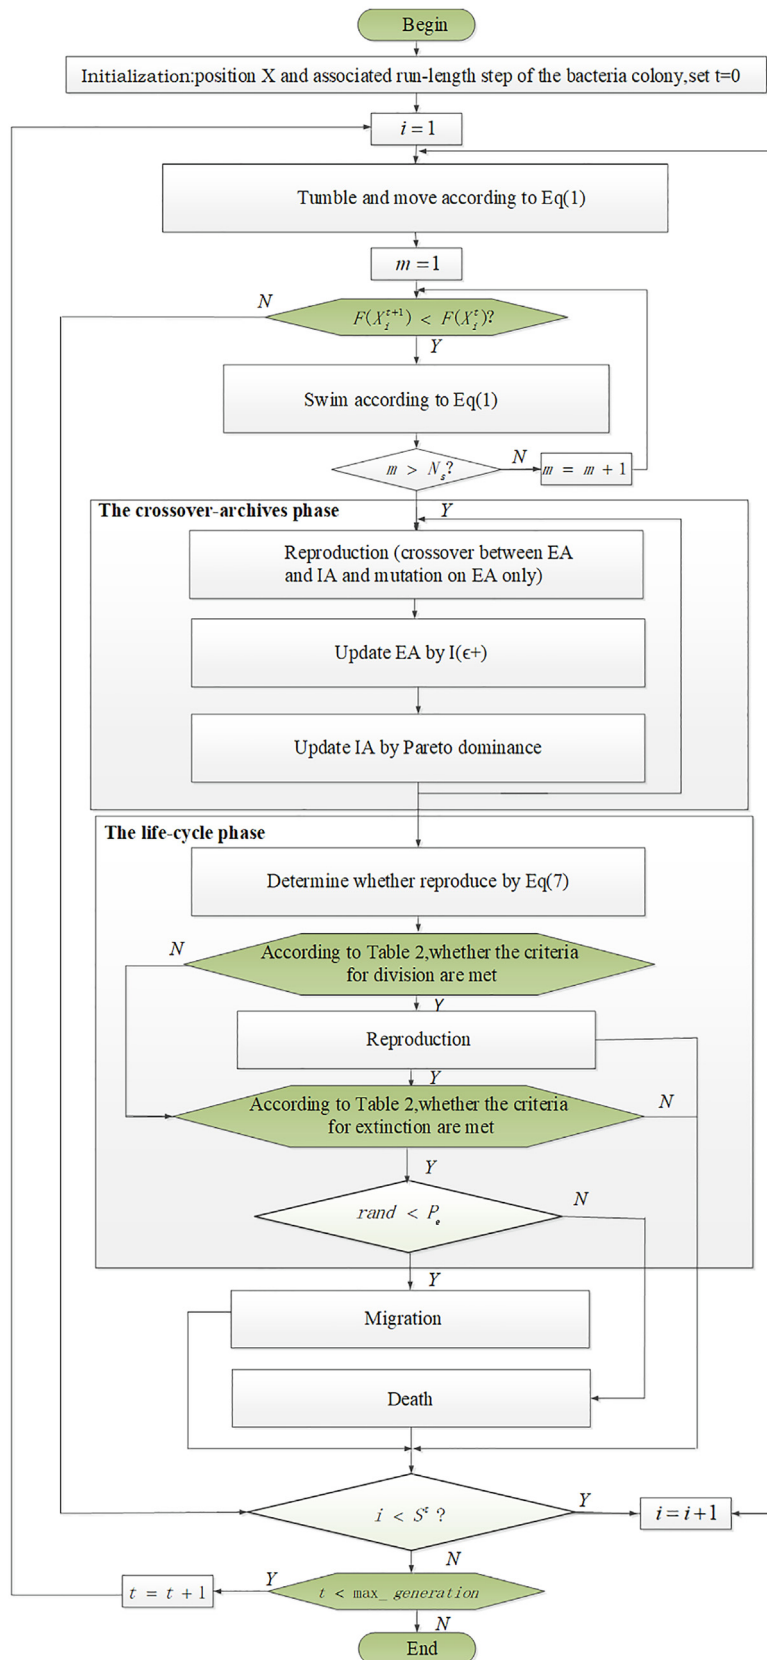 Begin
Initialization:position X and associated run-length step of the bacteria colony,set t=0
i = 1
Tumble and move according to Eq(1)
m = 1
N
F(X_i^{t+1}) < F(X_i^t)?
Y
Swim according to Eq(1)
m > N_s?
N
m = m + 1
Y
The crossover-archives phase
Reproduction (crossover between EA
and IA and mutation on EA only)
Update EA by I(ϵ+)
Update IA by Pareto dominance
The life-cycle phase
Determine whether reproduce by Eq(7)
N
According to Table 2,whether the criteria
for division are met
Y
Reproduction
Y
According to Table 2,whether the criteria
for extinction are met
N
Y
rand < P_e
N
Y
Migration
Death
i < S^t ?
Y
i = i+1
N
t = t + 1
Y
t < max_ generation
N
End